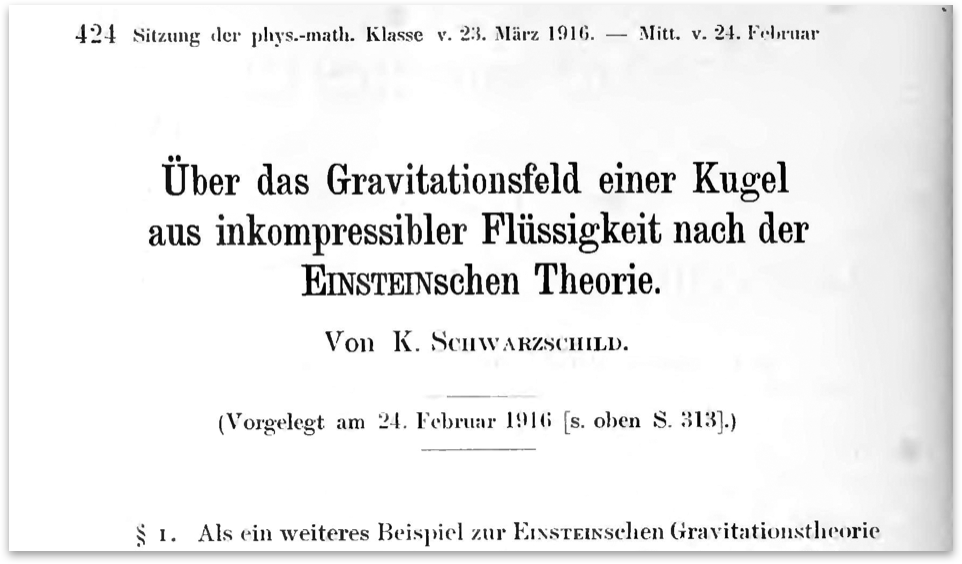 424 Sitzung der phys.-math. Klasse v. 23. März 1916. — Mitt. v. 24. Februar
Über das Gravitationsfeld einer Kugel
aus inkompressibler Flüssigkeit nach der
EINSTEINschen Theorie.
Von K. SCHWARZSCHILD.
(Vorgelegt am 24. Februar 1916 [s. oben S. 313].)
§ 1. Als ein weiteres Beispiel zur EINSTEINschen Gravitationstheorie